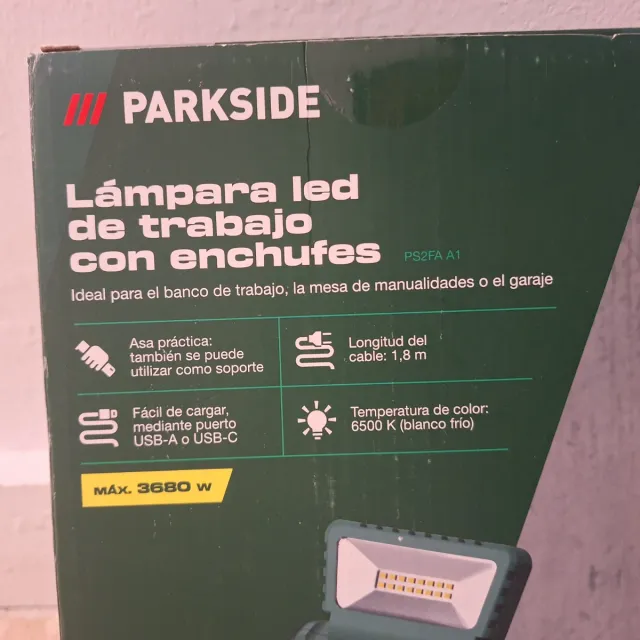 PARKSIDE
Lámpara led
de trabajo
con enchufes PS2FA A1
Ideal para el banco de trabajo, la mesa de manualidades o el garaje
Asa práctica:
también se puede
utilizar como soporte
Longitud del
cable: 1,8 m
Fácil de cargar,
mediante puerto
USB-A o USB-C
Temperatura de color:
6500 K (blanco frío)
MÁX. 3680 W